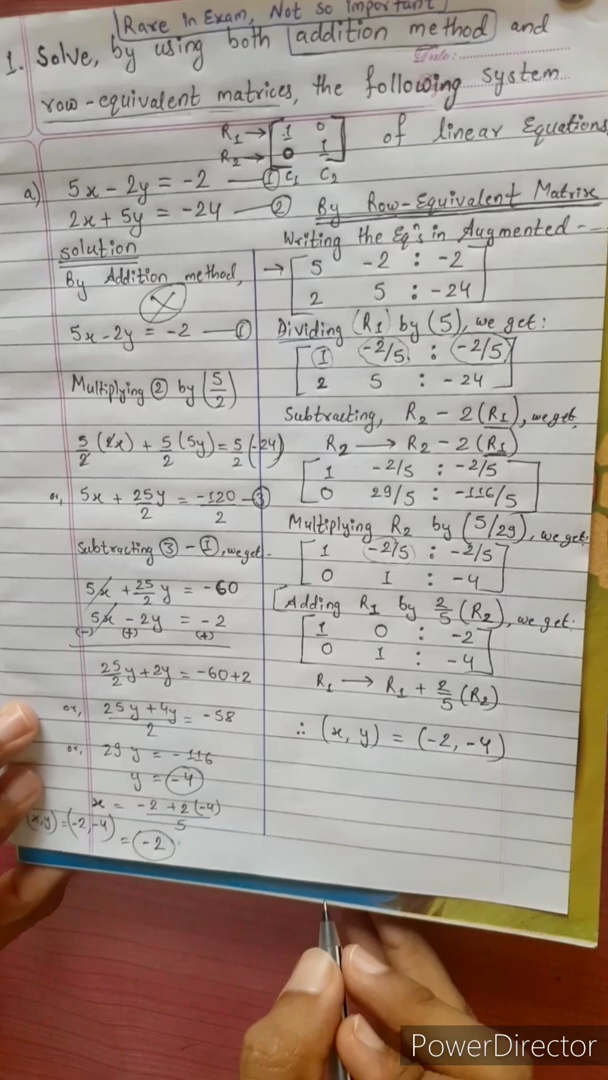 Rare In Exam, Not so Important
1. Solve, by using both addition method and
Date:
row-equivalent matrices, the following system
R₁→[1 0] of linear Equations
R₂→[0 1]
C₁ C₂
a) 5x - 2y = -2 —①
2x + 5y = -24 —②
solution
By Addition method,
5x - 2y = -2 —①
Multiplying ② by (5/2)
5/2 (2x) + 5/2 (5y) = 5/2 (-24)
or, 5x + 25y/2 = -120/2 —③
Subtracting ③ - ①, we get -
5x + 25/2 y = -60
5x - 2y = -2
(-) (+) (+)
25/2 y + 2y = -60+2
or, 25y + 4y/2 = -58
or, 29y = -116
y = -4
x = -2 + 2(-4)/5
= -2
(x,y) = (-2,-4)
By Row-Equivalent Matrix
Writing the Eqⁿs in Augmented -
→[5 -2 : -2]
[2 5 : -24]
Dividing (R₁) by (5), we get:
[1 -2/5 : -2/5]
[2 5 : -24]
Subtracting, R₂ - 2(R₁), we get,
R₂ → R₂ - 2(R₁)
[1 -2/5 : -2/5]
[0 29/5 : -116/5]
Multiplying R₂ by (5/29), we get:
[1 -2/5 : -2/5]
[0 1 : -4]
[Adding R₁ by 2/5 (R₂), we get:
[1 0 : -2]
[0 1 : -4]
R₁ → R₁ + 2/5 (R₂)
∴ (x, y) = (-2, -4)
PowerDirector